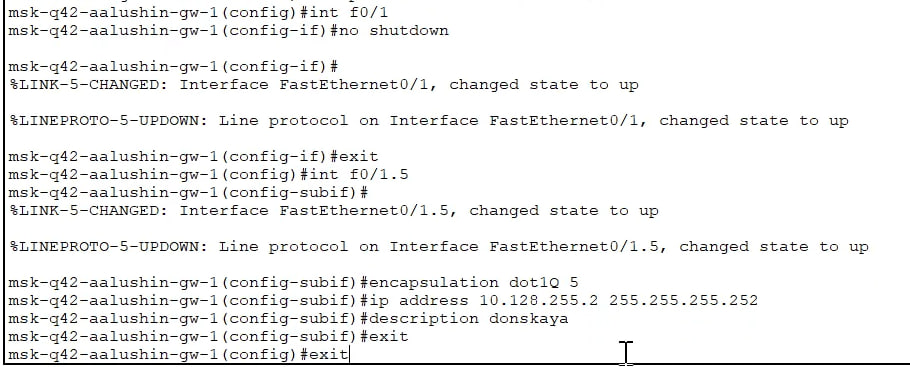 msk-q42-aalushin-gw-1(config)#int f0/1
msk-q42-aalushin-gw-1(config-if)#no shutdown
msk-q42-aalushin-gw-1(config-if)#
%LINK-5-CHANGED: Interface FastEthernet0/1, changed state to up
%LINEPROTO-5-UPDOWN: Line protocol on Interface FastEthernet0/1, changed state to up
msk-q42-aalushin-gw-1(config-if)#exit
msk-q42-aalushin-gw-1(config)#int f0/1.5
msk-q42-aalushin-gw-1(config-subif)#
%LINK-5-CHANGED: Interface FastEthernet0/1.5, changed state to up
%LINEPROTO-5-UPDOWN: Line protocol on Interface FastEthernet0/1.5, changed state to up
msk-q42-aalushin-gw-1(config-subif)#encapsulation dot1Q 5
msk-q42-aalushin-gw-1(config-subif)#ip address 10.128.255.2 255.255.255.252
msk-q42-aalushin-gw-1(config-subif)#description donskaya
msk-q42-aalushin-gw-1(config-subif)#exit
msk-q42-aalushin-gw-1(config)#exit